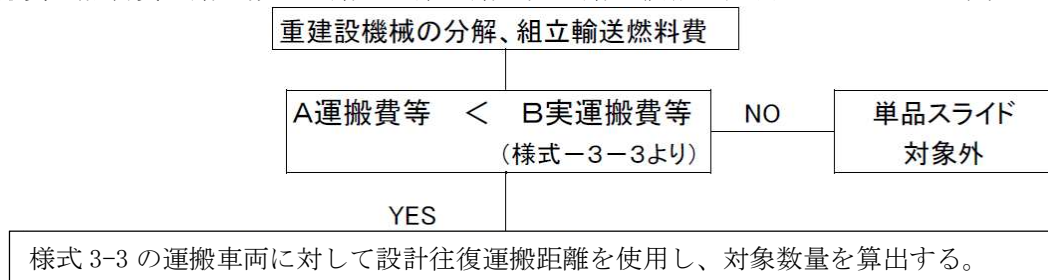 重建設機械の分解、組立輸送燃料費
A運搬費等 < B実運搬費等
NO
単品スライド
(様式－3－3より)
対象外
YES
様式 3-3 の運搬車両に対して設計往復運搬距離を使用し、対象数量を算出する。